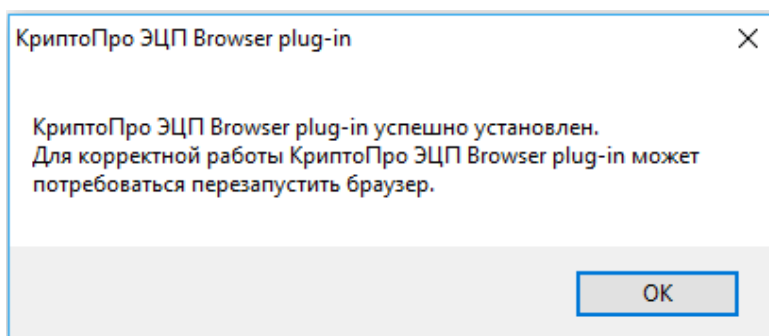 КриптоПро ЭЦП Browser plug-in
КриптоПро ЭЦП Browser plug-in успешно установлен.
Для корректной работы КриптоПро ЭЦП Browser plug-in может
потребоваться перезапустить браузер.
OK